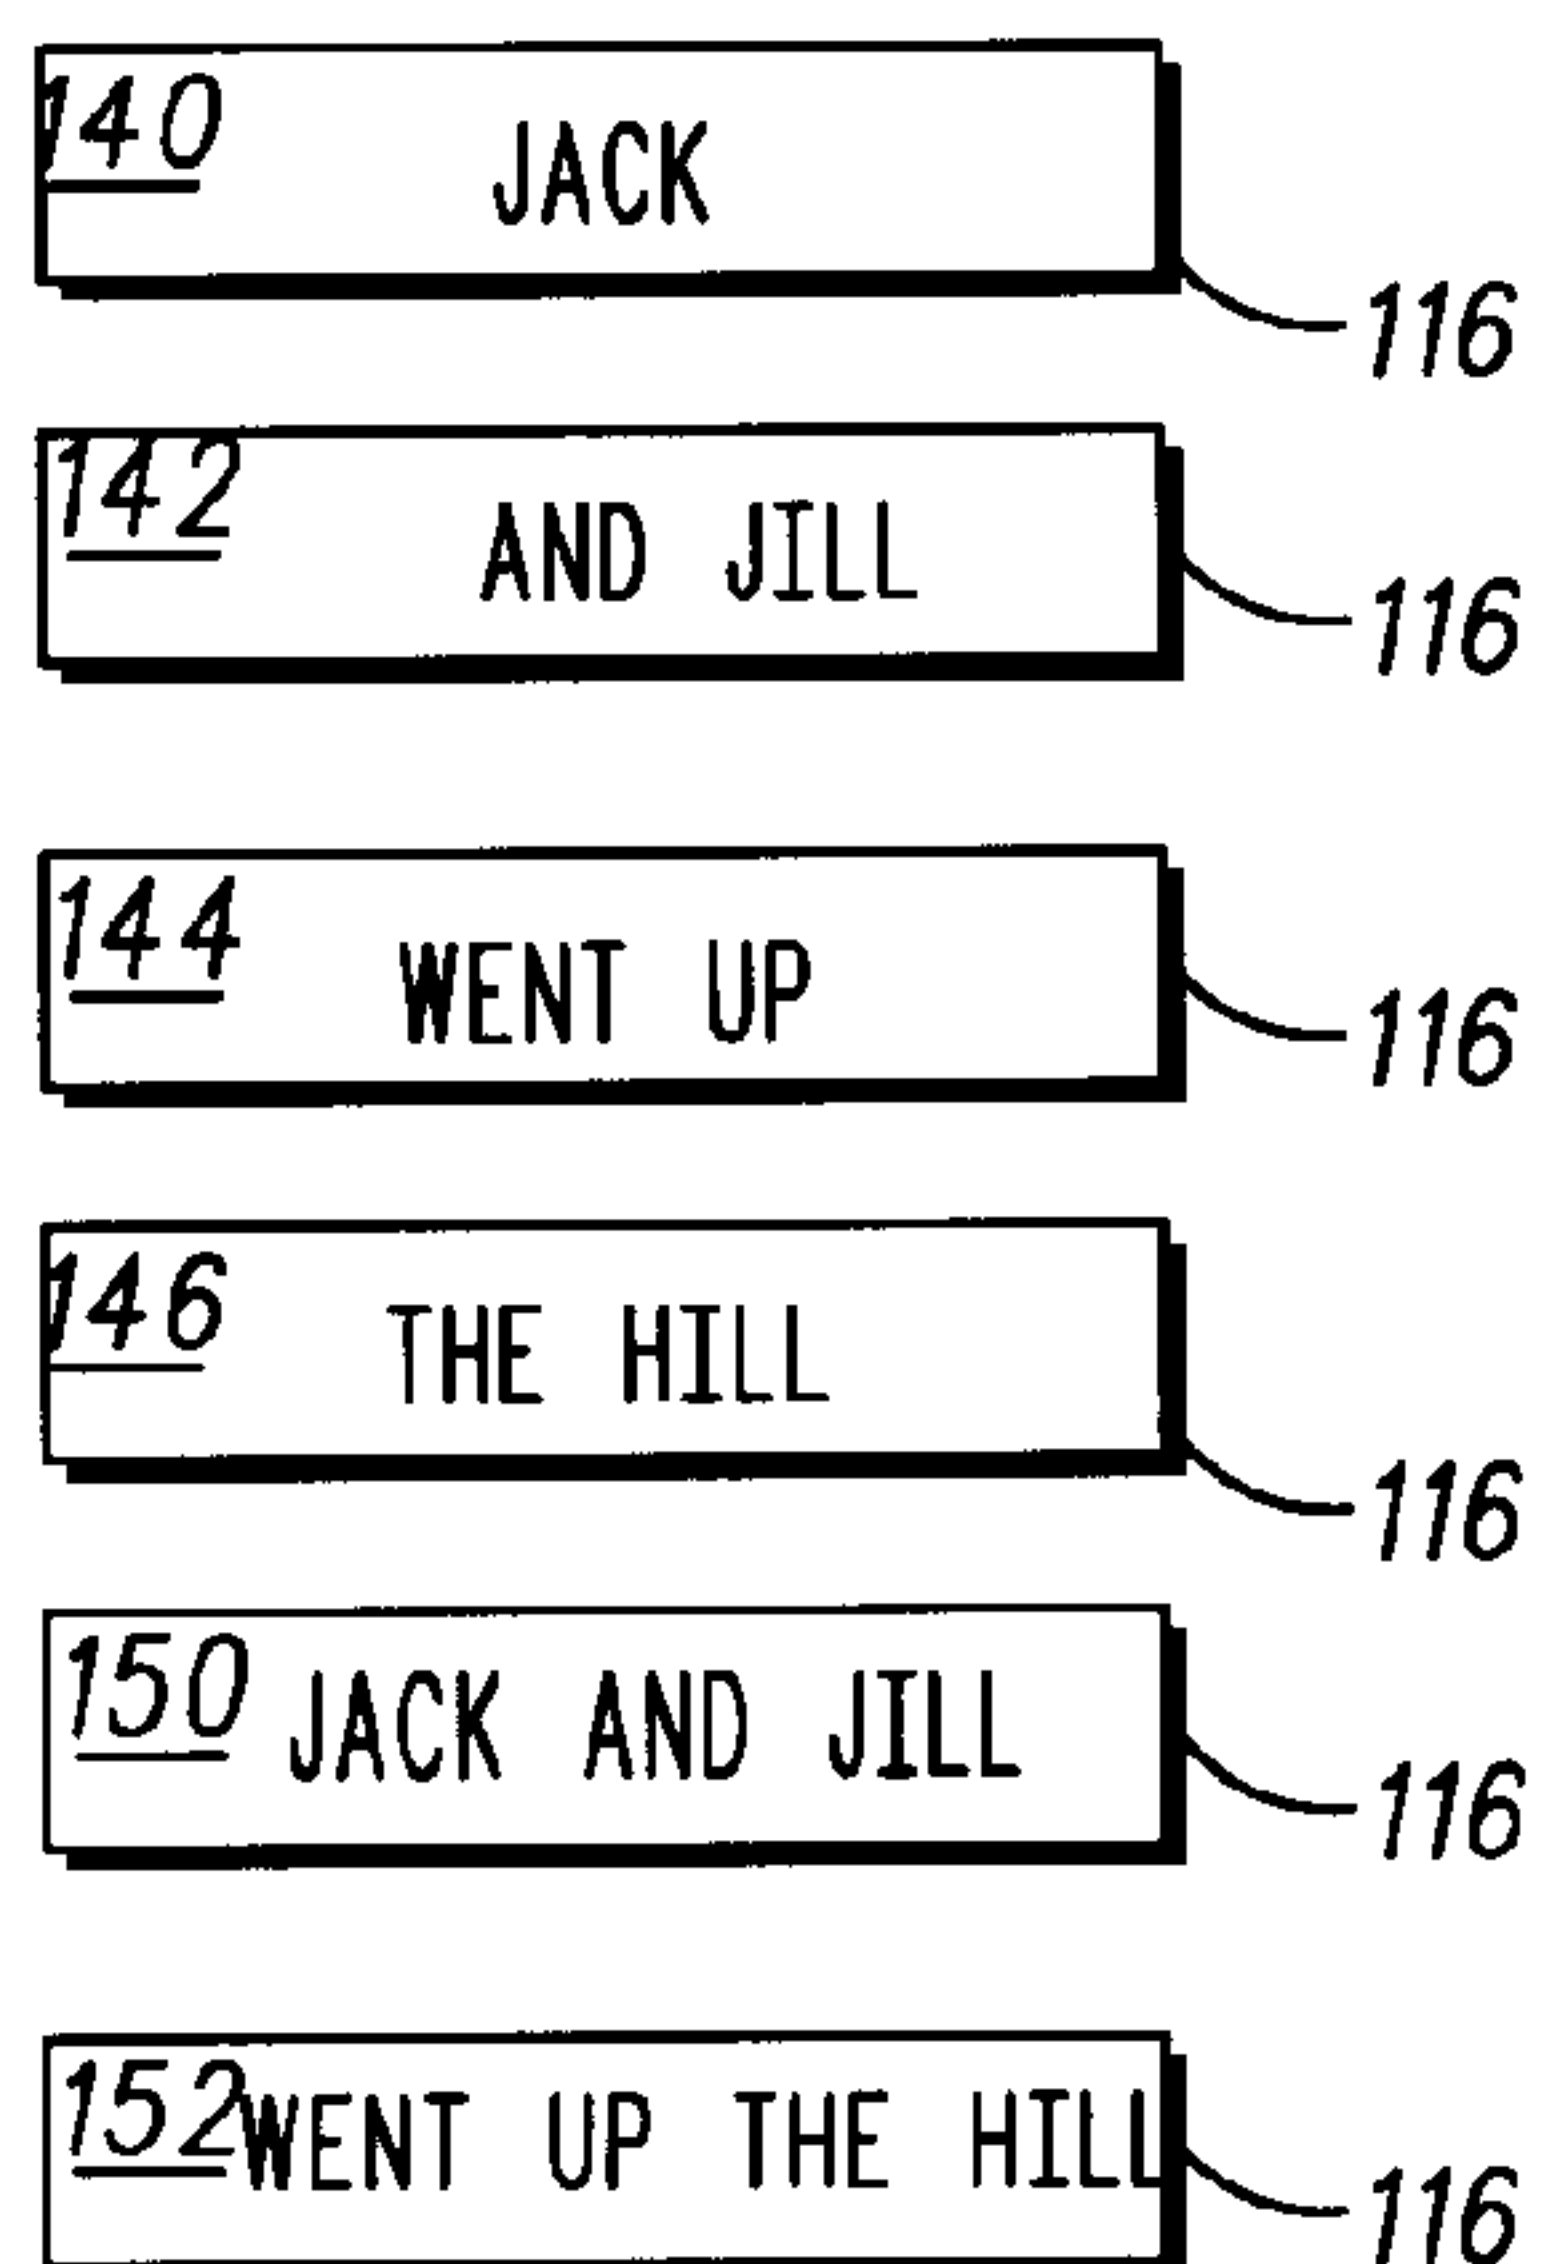 140 JACK
116
142 AND JILL
116
144 WENT UP
116
146 THE HILL
116
150 JACK AND JILL
116
152 WENT UP THE HILL
116